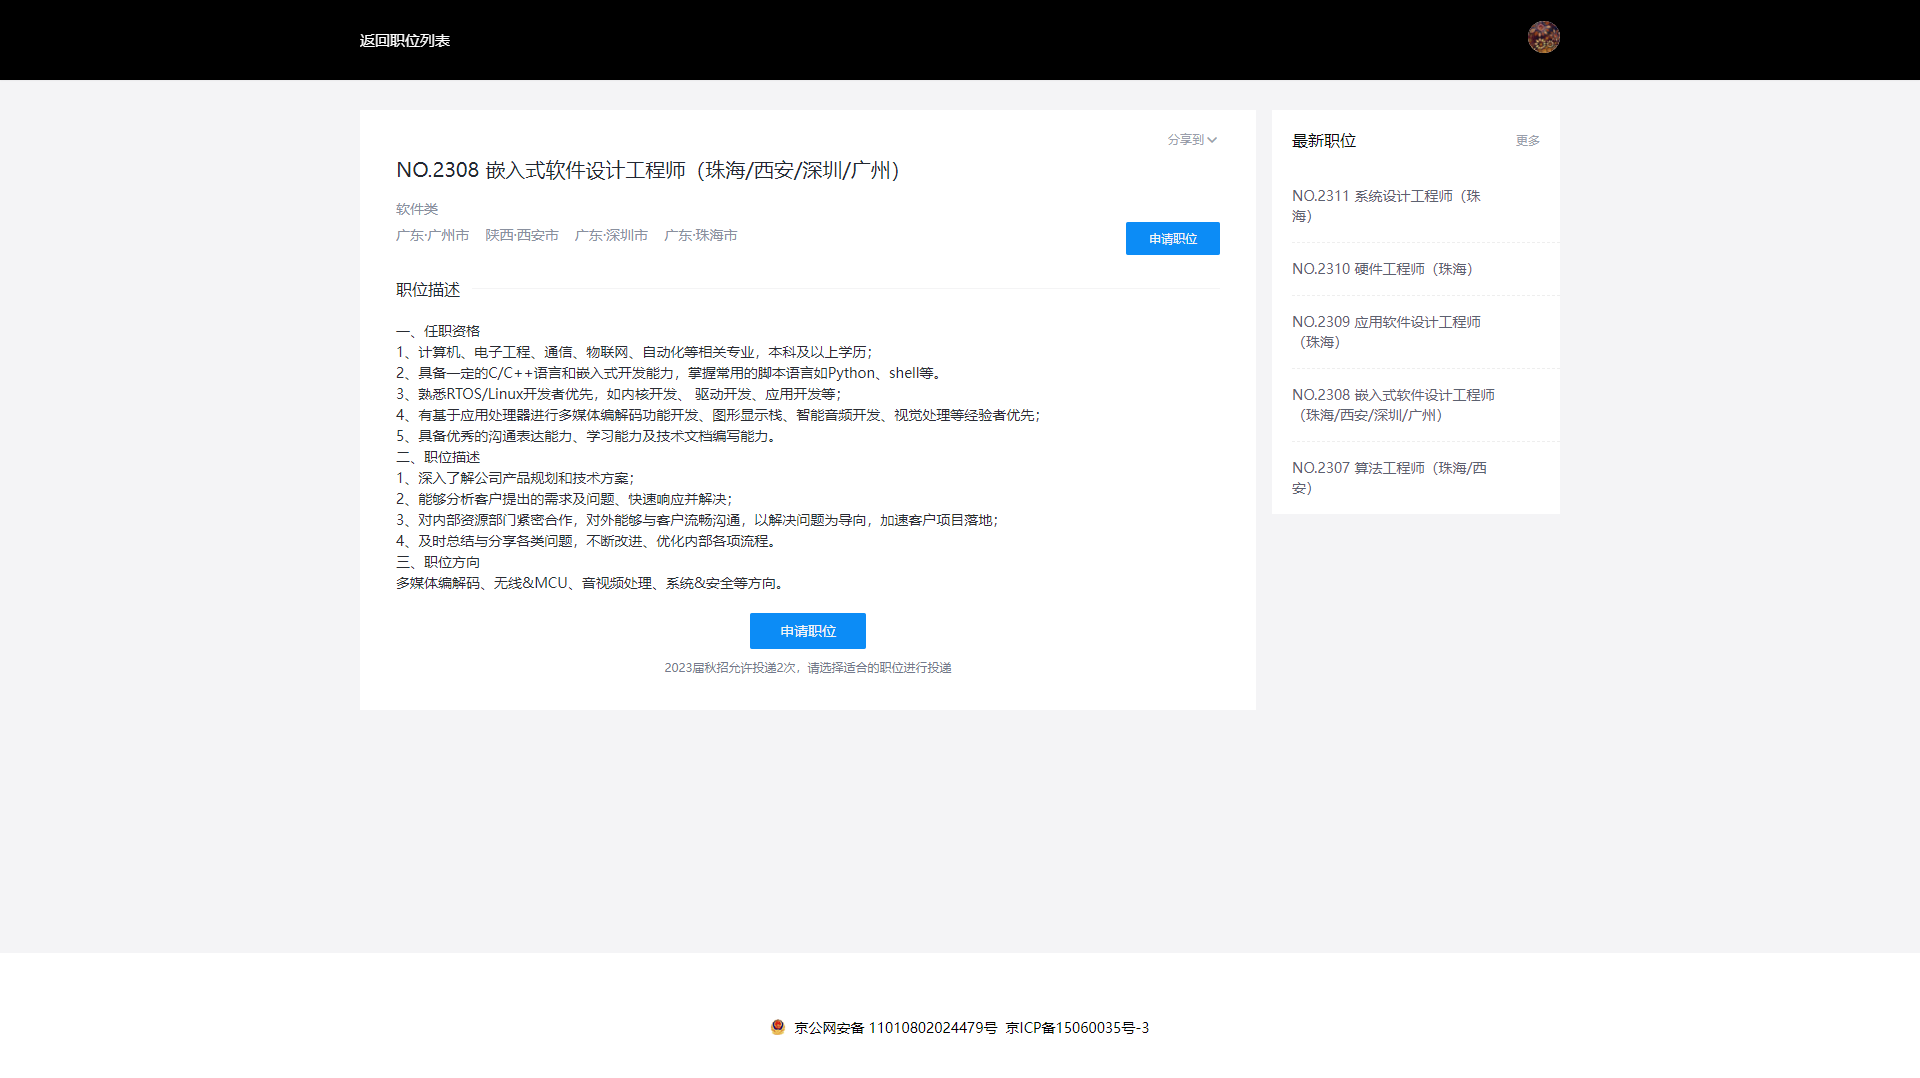 返回职位列表
分享到
NO.2308 嵌入式软件设计工程师（珠海/西安/深圳/广州）
软件类
广东·广州市 陕西·西安市 广东·深圳市 广东·珠海市
申请职位
职位描述
一、任职资格
1、计算机、电子工程、通信、物联网、自动化等相关专业，本科及以上学历；
2、具备一定的C/C++语言和嵌入式开发能力，掌握常用的脚本语言如Python、shell等。
3、熟悉RTOS/Linux开发者优先，如内核开发、 驱动开发、应用开发等；
4、有基于应用处理器进行多媒体编解码功能开发、图形显示栈、智能音频开发、视觉处理等经验者优先；
5、具备优秀的沟通表达能力、学习能力及技术文档编写能力。
二、职位描述
1、深入了解公司产品规划和技术方案；
2、能够分析客户提出的需求及问题、快速响应并解决；
3、对内部资源部门紧密合作，对外能够与客户流畅沟通，以解决问题为导向，加速客户项目落地；
4、及时总结与分享各类问题，不断改进、优化内部各项流程。
三、职位方向
多媒体编解码、无线&MCU、音视频处理、系统&安全等方向。
申请职位
2023届秋招允许投递2次，请选择适合的职位进行投递
最新职位 更多
NO.2311 系统设计工程师（珠
海）
NO.2310 硬件工程师（珠海）
NO.2309 应用软件设计工程师
（珠海）
NO.2308 嵌入式软件设计工程师
（珠海/西安/深圳/广州）
NO.2307 算法工程师（珠海/西
安）
京公网安备 11010802024479号 京ICP备15060035号-3